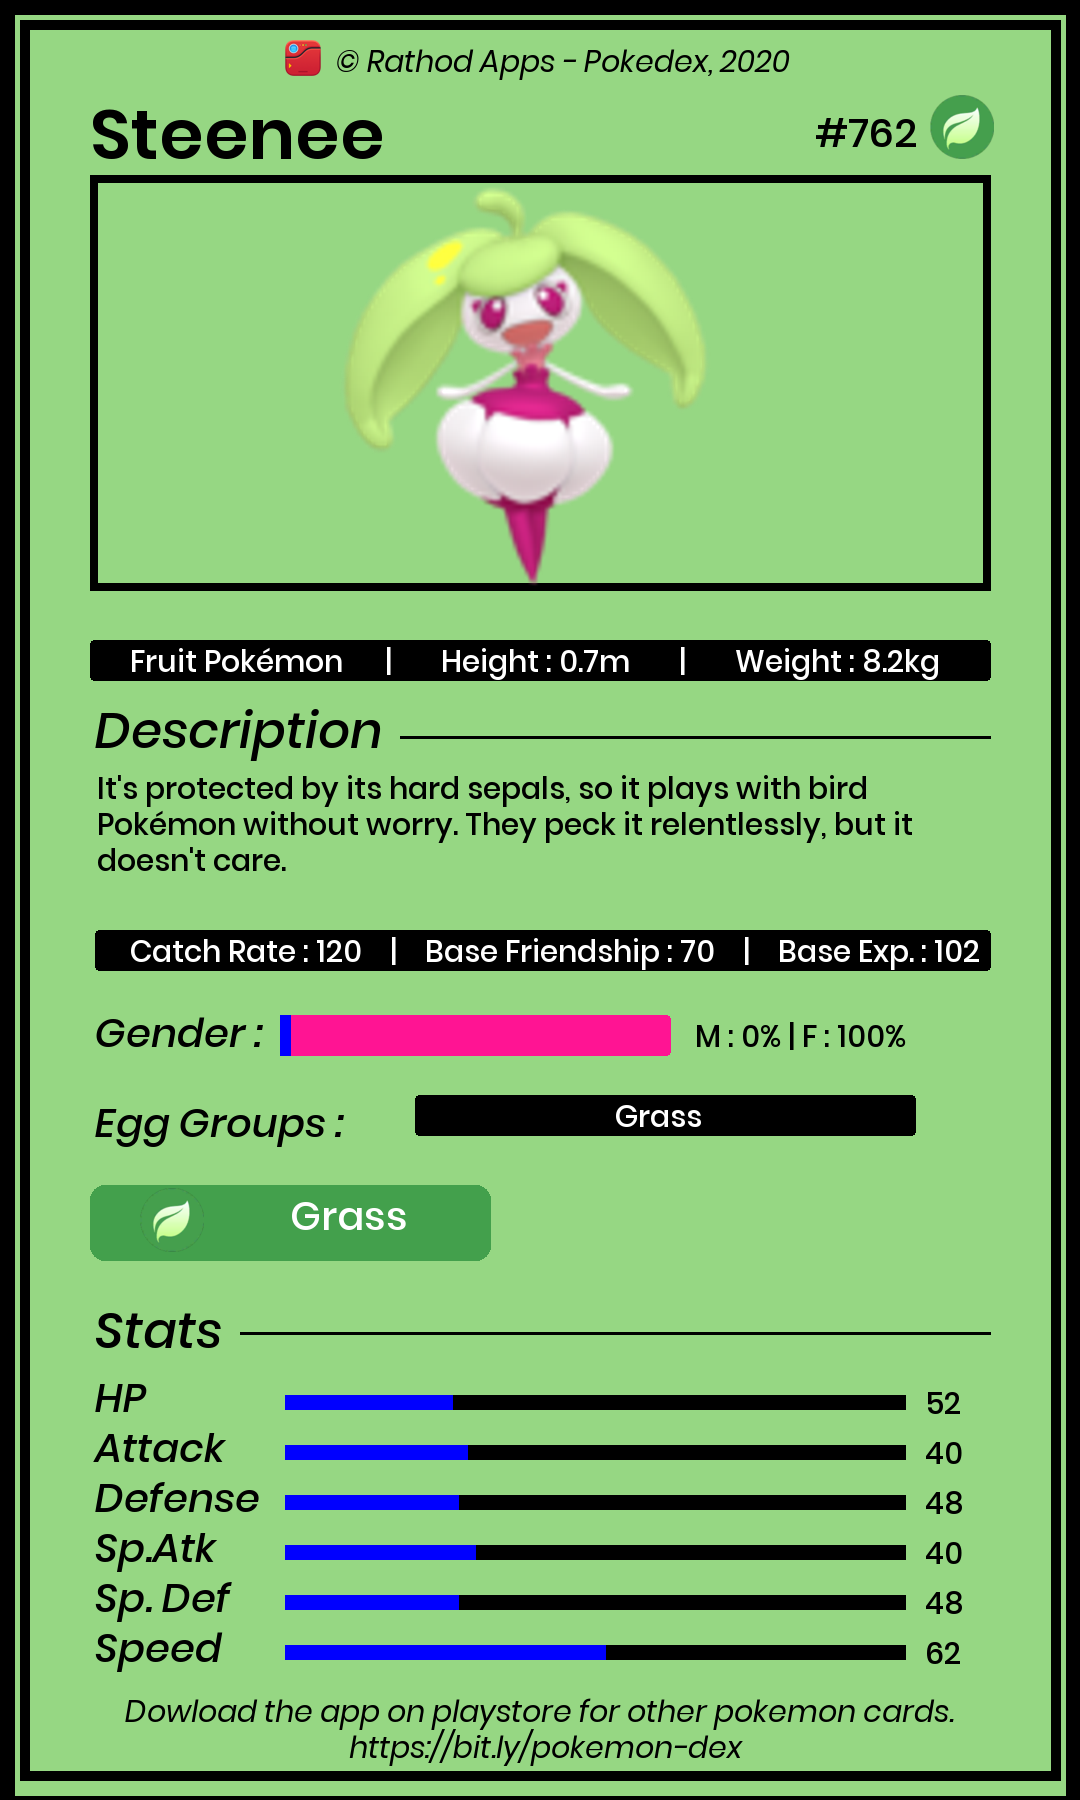 © Rathod Apps - Pokedex, 2020
Steenee
#762
Fruit Pokémon | Height : 0.7m | Weight : 8.2kg
Description
It's protected by its hard sepals, so it plays with bird
Pokémon without worry. They peck it relentlessly, but it
doesn't care.
Catch Rate : 120 | Base Friendship : 70 | Base Exp. : 102
Gender : M : 0% | F : 100%
Egg Groups : Grass
Grass
Stats
HP 52
Attack 40
Defense 48
Sp.Atk 40
Sp. Def 48
Speed 62
Dowload the app on playstore for other pokemon cards.
https://bit.ly/pokemon-dex